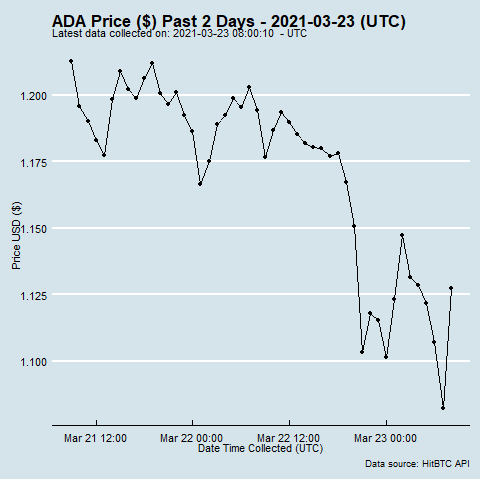 ADA Price ($) Past 2 Days - 2021-03-23 (UTC)
Latest data collected on: 2021-03-23 08:00:10  - UTC
1.200
1.175
1.150
1.125
1.100
Price USD ($)
Mar 21 12:00 Mar 22 00:00 Mar 22 12:00 Mar 23 00:00
Date Time Collected (UTC)
Data source: HitBTC API